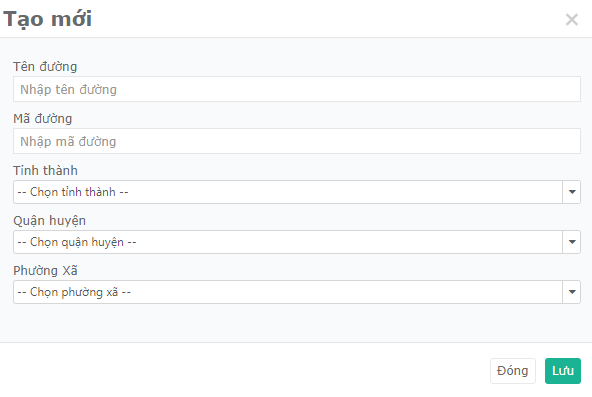 Tạo mới
×
Tên đường
Nhập tên đường
Mã đường
Nhập mã đường
Tỉnh thành
-- Chọn tỉnh thành --
Quận huyện
-- Chọn quận huyện --
Phường Xã
-- Chọn phường xã --
Đóng Lưu